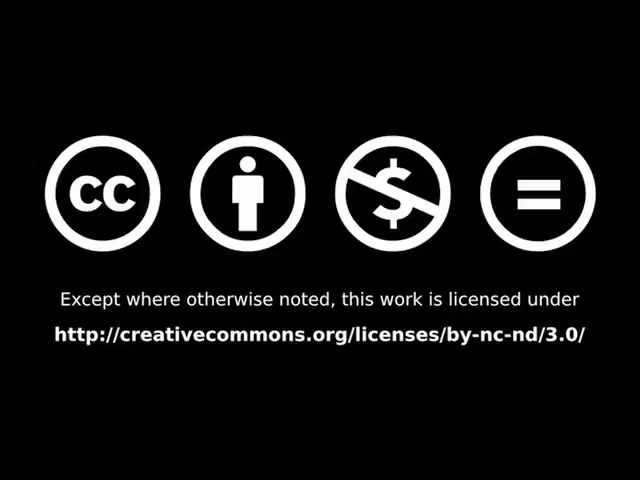 cc
$
=
Except where otherwise noted, this work is licensed under
http://creativecommons.org/licenses/by-nc-nd/3.0/